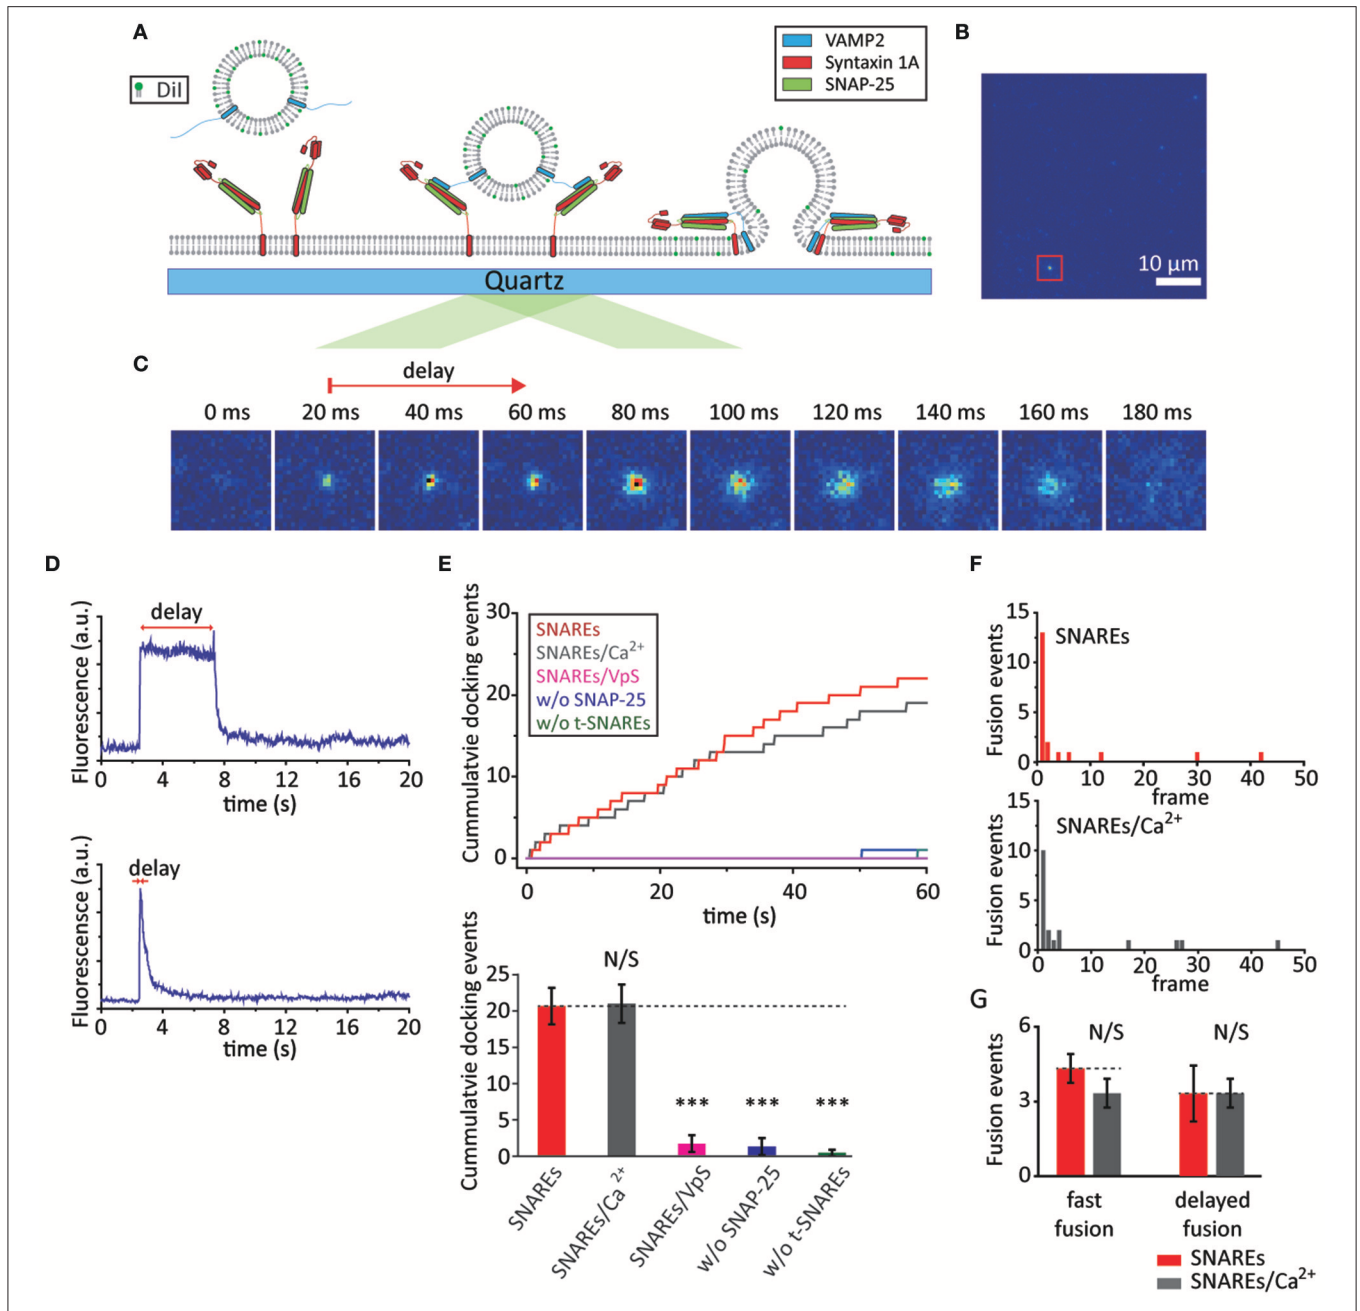 A
B
VAMP2
Syntaxin 1A
SNAP-25
DiI
10 µm
Quartz
C
delay
0 ms 20 ms 40 ms 60 ms 80 ms 100 ms 120 ms 140 ms 160 ms 180 ms
D
E
F
Fluorescence (a.u.)
delay
0 4 8 12 16 20
time (s)
Fluorescensce (a.u.)
delay
0 4 8 12 16 20
time (s)
Cummulatvie docking events
30
20
10
0
SNAREs
SNAREs/Ca2+
SNAREs/VpS
w/o SNAP-25
w/o t-SNAREs
0 20 40 60
time (s)
Cummulatvie docking events
25
20
15
10
5
0
N/S
*** *** ***
SNAREs
SNAREs/Ca 2+
SNAREs/VpS
w/o SNAP-25
w/o t-SNAREs
Fusion events
15
10
5
0
SNAREs
0 10 20 30 40 50
frame
Fusion events
15
10
5
0
SNAREs/Ca2+
0 10 20 30 40 50
frame
G
Fusion events
6
3
0
N/S N/S
fast fusion
delayed fusion
SNAREs
SNAREs/Ca2+